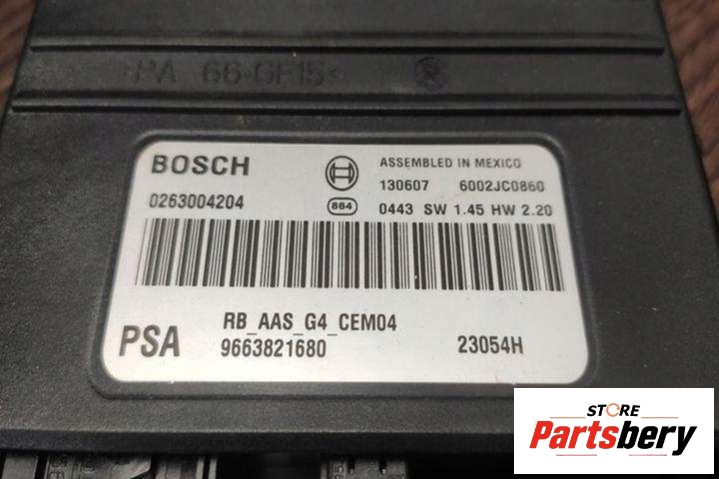 >PA 66-GF15<
BOSCH
ASSEMBLED IN MEXICO
0263004204
130607 6002JC0860
864
0443 SW 1.45 HW 2.20
RB_AAS_G4_CEM04
PSA 9663821680 23054H
STORE
Partsbery